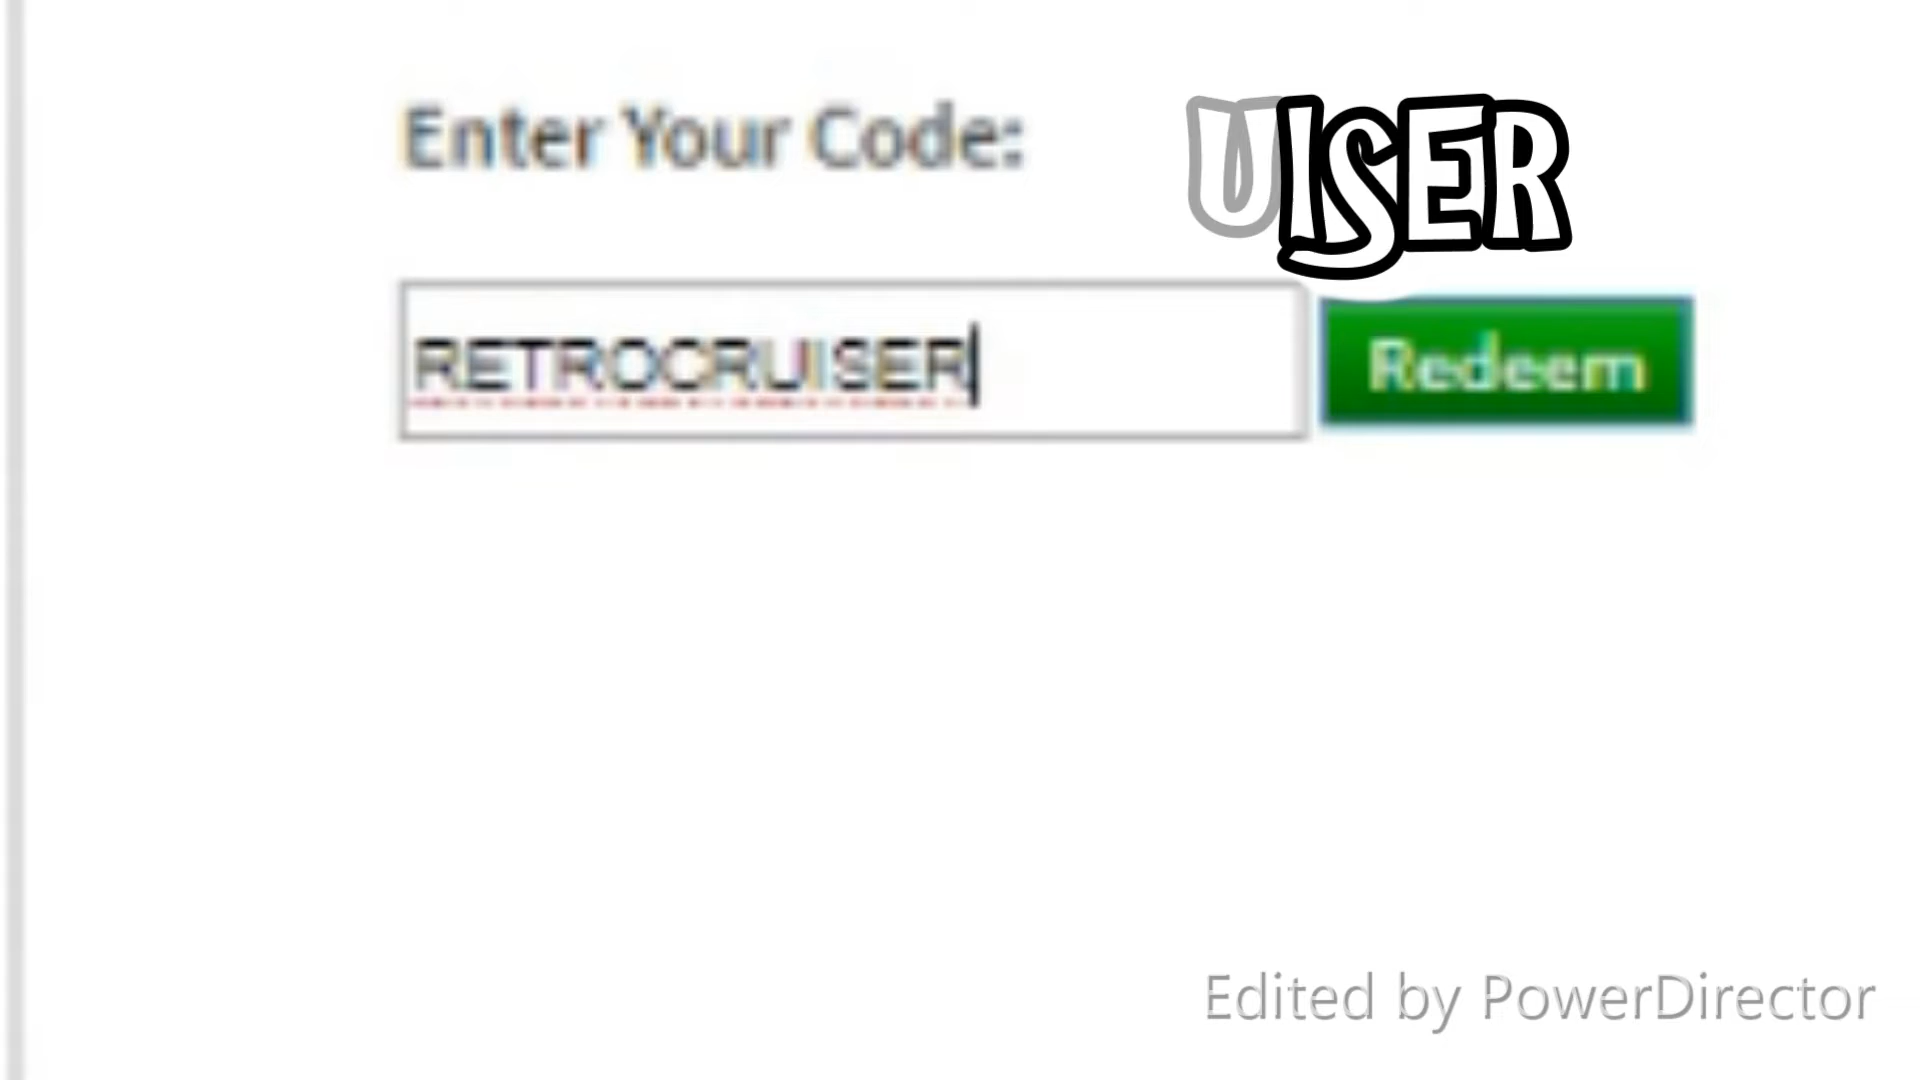 Enter Your Code:
UISER
RETROCRUISER
Redeem
Edited by PowerDirector